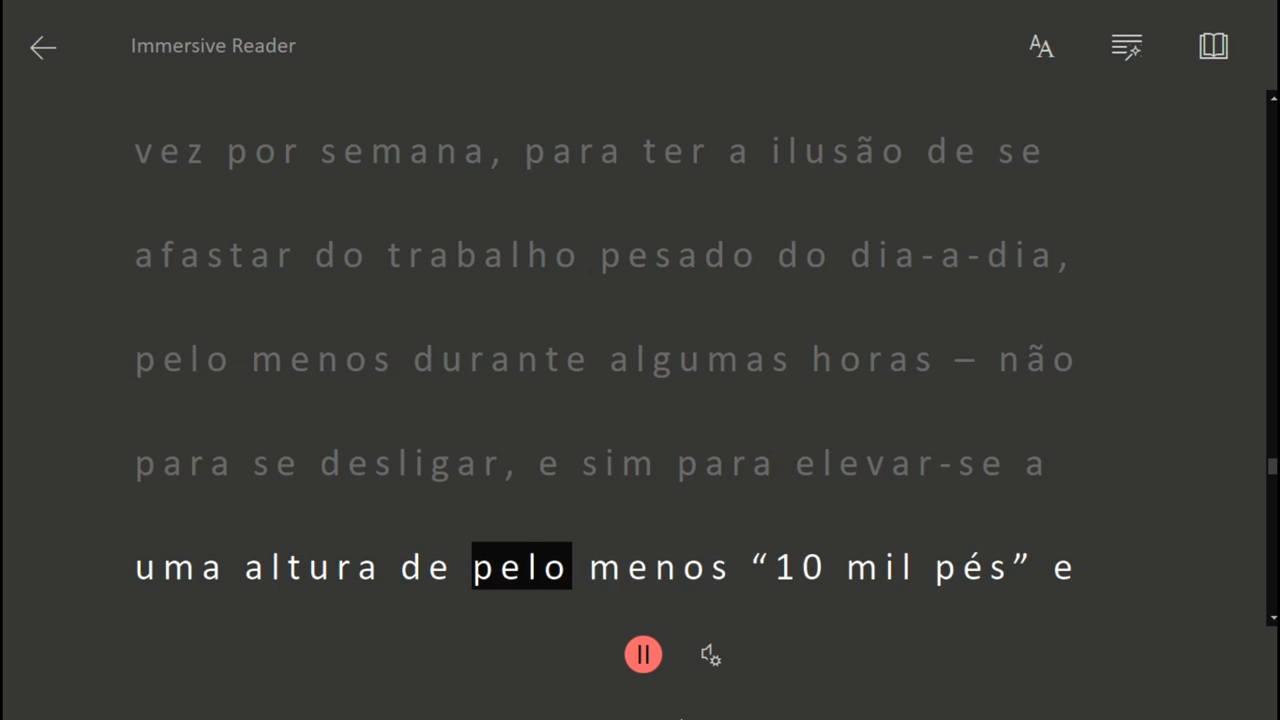 Immersive Reader
vez por semana, para ter a ilusão de se
afastar do trabalho pesado do dia-a-dia,
pelo menos durante algumas horas – não
para se desligar, e sim para elevar-se a
uma altura de pelo menos “10 mil pés” e